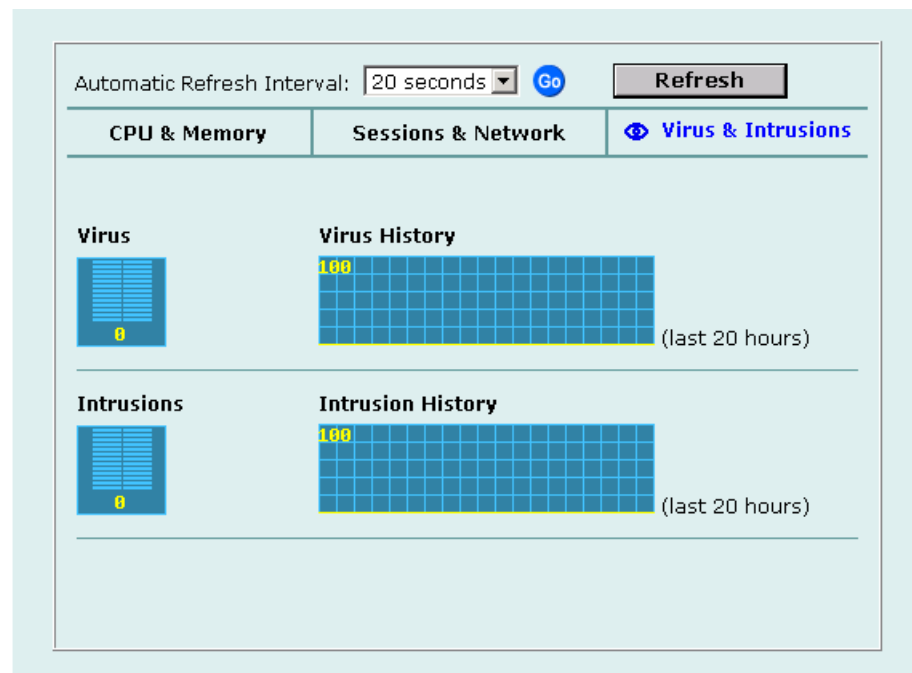 Automatic Refresh Interval: 20 seconds Go Refresh
CPU & Memory Sessions & Network Virus & Intrusions
Virus Virus History
100
0
(last 20 hours)
Intrusions Intrusion History
100
0
(last 20 hours)